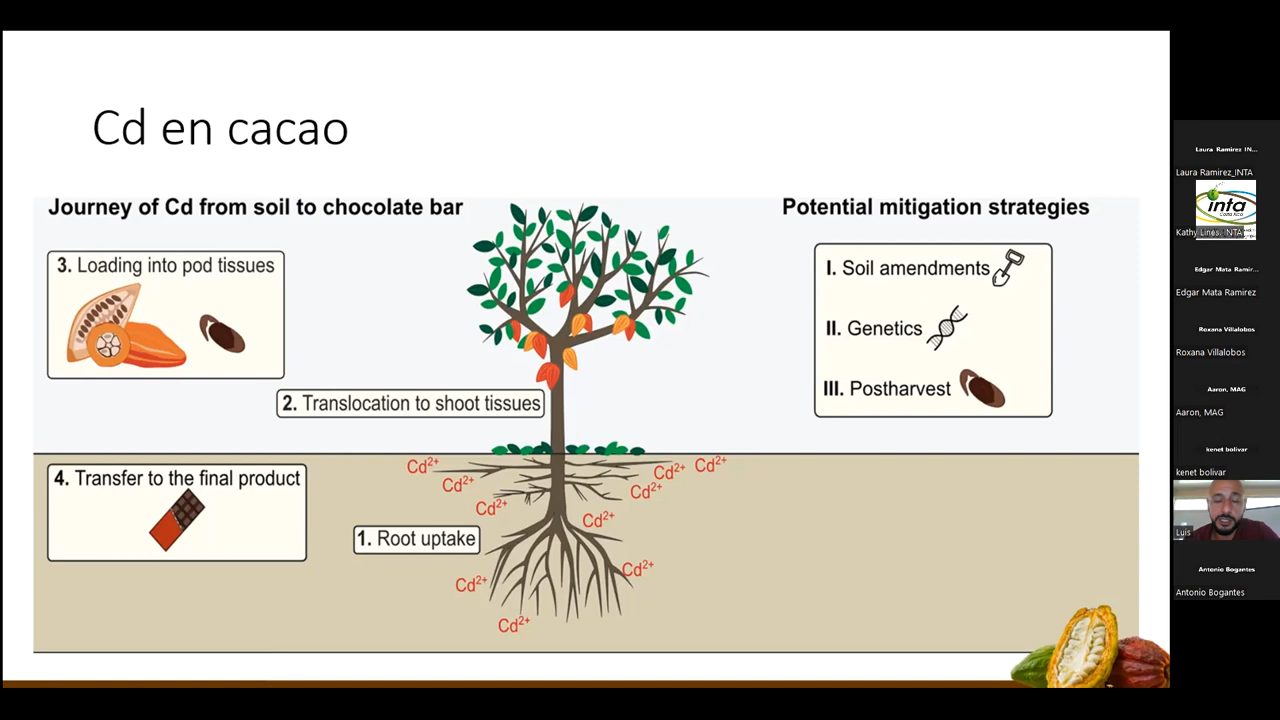 Cd en cacao
Journey of Cd from soil to chocolate bar
Potential mitigation strategies
3. Loading into pod tissues
2. Translocation to shoot tissues
4. Transfer to the final product
1. Root uptake
I. Soil amendments
II. Genetics
III. Postharvest
Cd²⁺
Cd²⁺
Cd²⁺
Cd²⁺
Cd²⁺
Cd²⁺
Cd²⁺
Cd²⁺
Cd²⁺
Cd²⁺
Laura Ramirez IN...
Laura Ramirez_INTA
inta
Costa Rica
Kathy Lines, INTA
Edgar Mata Ramir...
Edgar Mata Ramirez
Roxana Villalobos
Roxana Villalobos
Aaron, MAG
Aaron, MAG
kenet bolivar
kenet bolivar
Luis
Antonio Bogantes
Antonio Bogantes